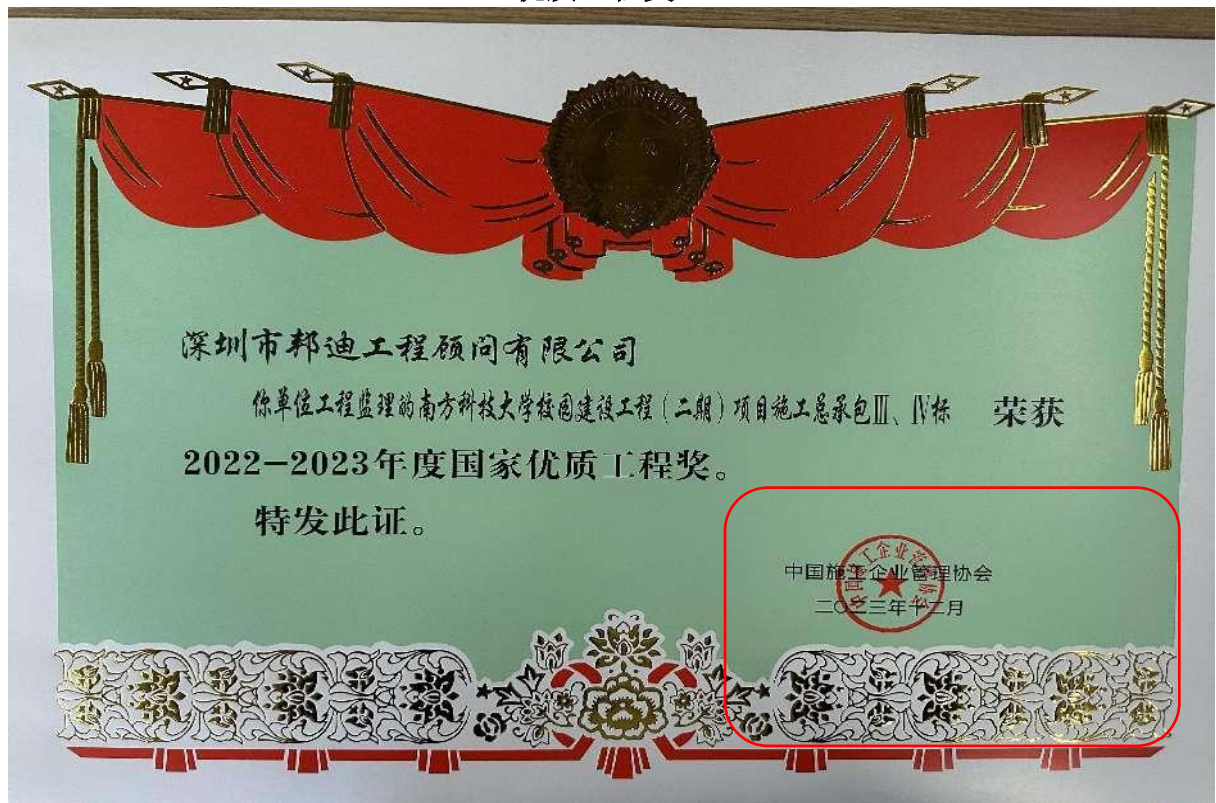 深圳市邦迪工程顾问有限公司
你单位工程监理的南方科技大学校园建设工程（二期）项目施工总承包Ⅲ、Ⅳ标 荣获
2022-2023年度国家优质工程奖。
特发此证。
中国施工企业管理协会
二〇二三年十二月